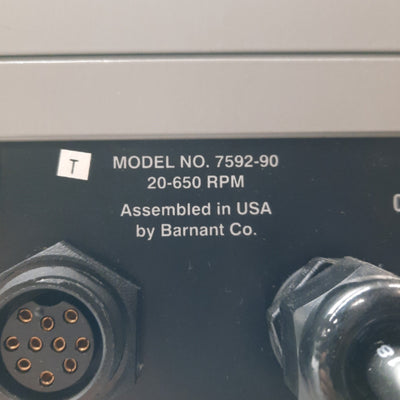 T
MODEL NO. 7592-90
20-650 RPM
Assembled in USA
by Barnant Co.